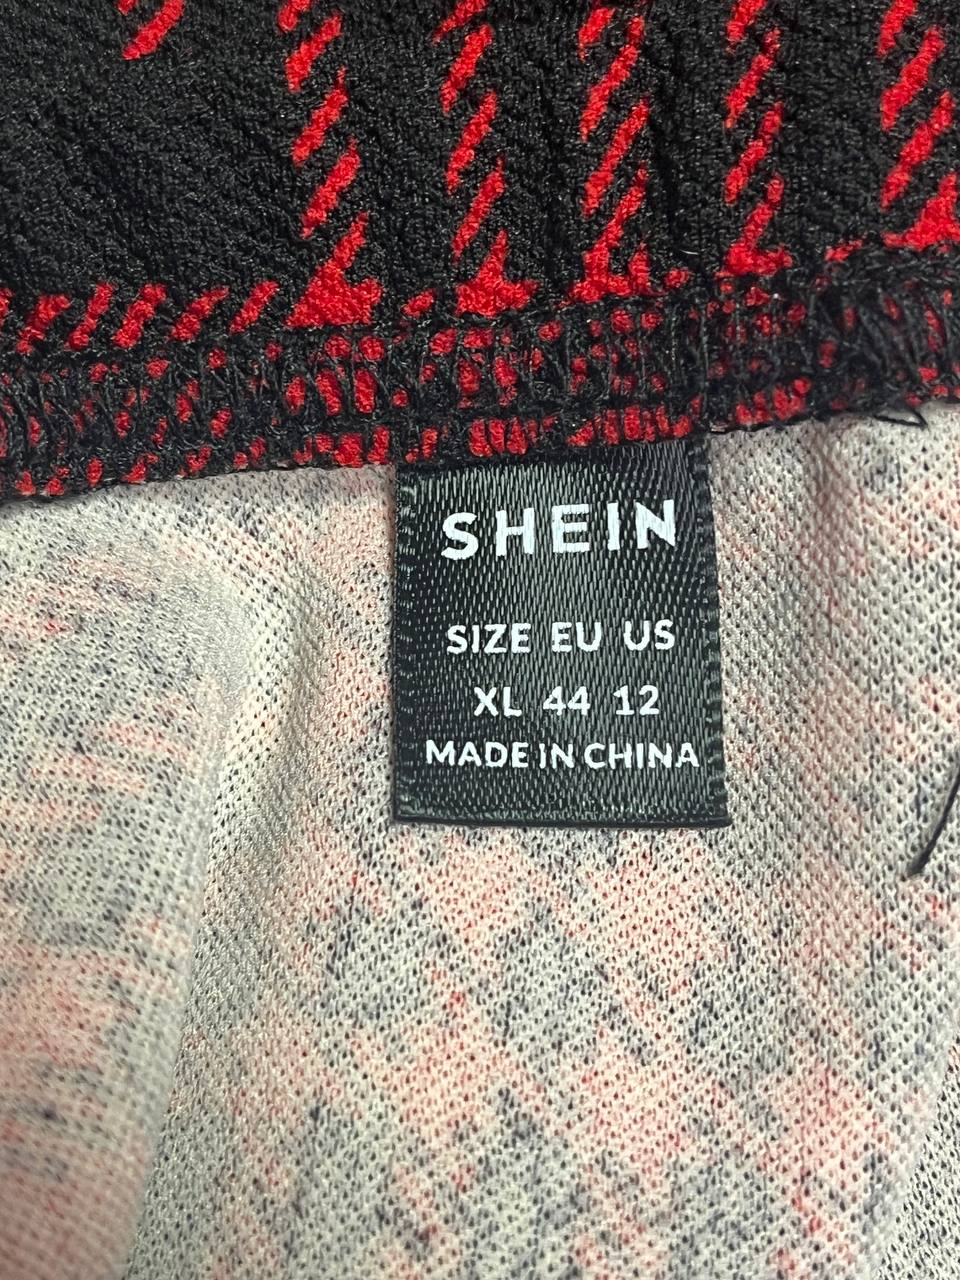 SHEIN
SIZE EU US
XL 44 12
MADE IN CHINA